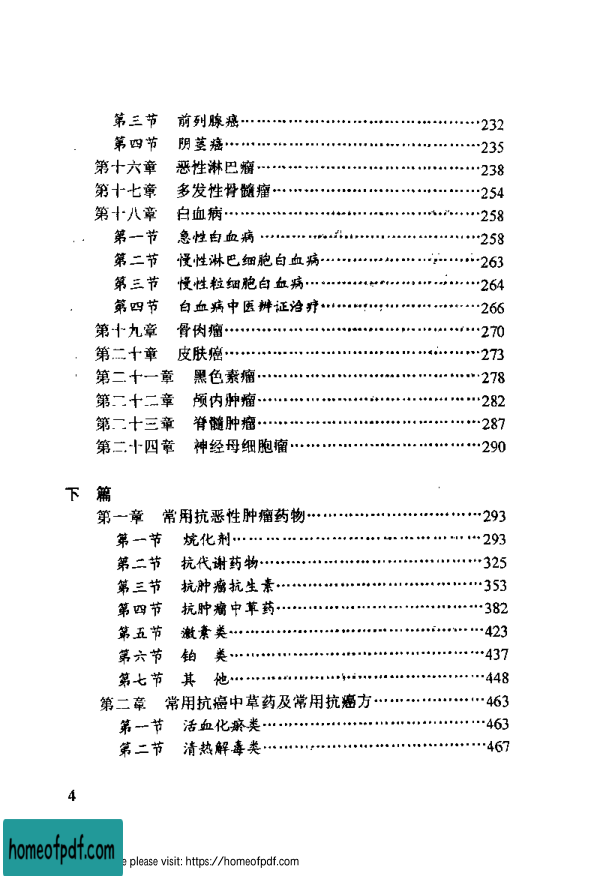 第三节 前列腺癌……232
第四节 阴茎癌……235
第十六章 恶性淋巴瘤……238
第十七章 多发性骨髓瘤……254
第十八章 白血病……258
第一节 急性白血病……258
第二节 慢性淋巴细胞白血病……263
第三节 慢性粒细胞白血病……264
第四节 白血病中医辨证治疗……266
第十九章 骨肉瘤……270
第二十章 皮肤癌……273
第二十一章 黑色素瘤……278
第二十二章 颅内肿瘤……282
第二十三章 脊髓肿瘤……287
第二十四章 神经母细胞瘤……290
下 篇
第一章 常用抗恶性肿瘤药物……293
第一节 烷化剂……293
第二节 抗代谢药物……325
第三节 抗肿瘤抗生素……353
第四节 抗肿瘤中草药……382
第五节 激素类……423
第六节 铂 类……437
第七节 其 他……448
第二章 常用抗癌中草药及常用抗癌方……463
第一节 活血化瘀类……463
第二节 清热解毒类……467
4
homeofpdf.com
e please visit: https://homeofpdf.com